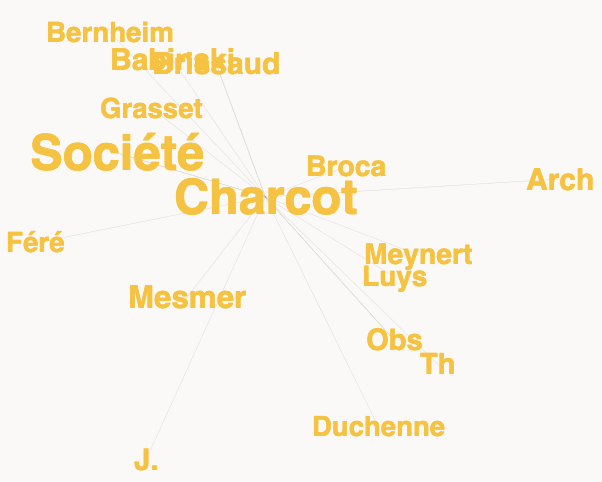 Bernheim
Babinski
Brissaud
Grasset
Société
Broca
Charcot
Arch
Féré
Meynert
Luys
Mesmer
Obs
Th
Duchenne
J.